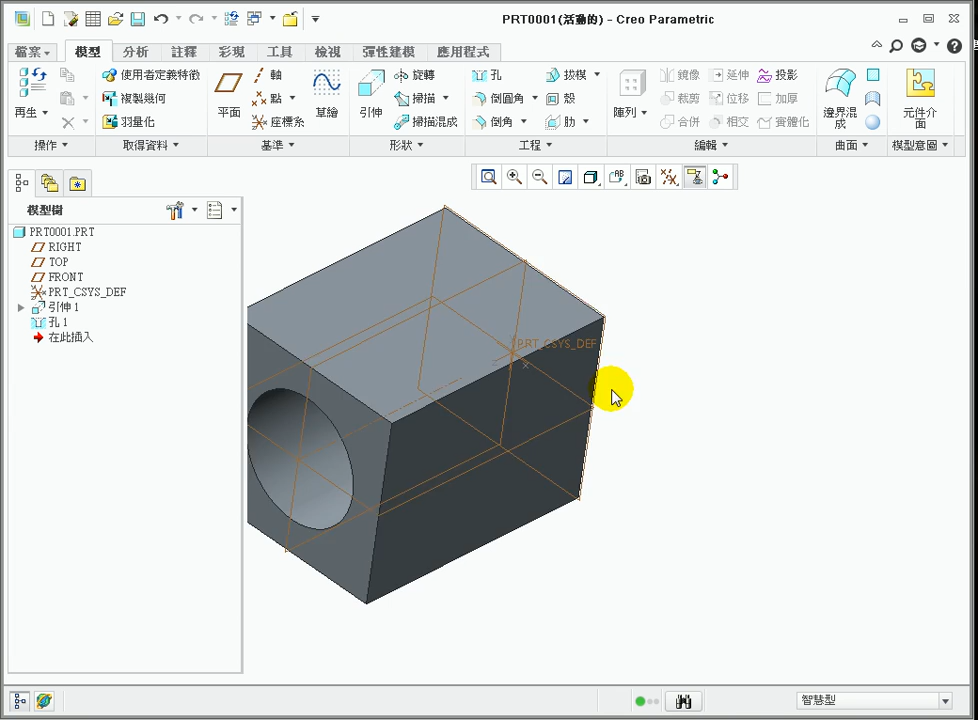 PRT0001(活動的) - Creo Parametric
檔案 模型 分析 註釋 彩現 工具 檢視 彈性建模 應用程式
再生 使用者定義特徵 複製幾何 羽量化
平面 軸 點 座標系 草繪
引伸 旋轉 掃描 掃描混成
孔 倒圓角 倒角 拔模 殼 肋
陣列 鏡像 延伸 投影
裁剪 位移 加厚
合併 相交 實體化
邊界混成
元件介面
操作 取得資料 基準 形狀 工程 編輯 曲面 模型意圖
模型樹
PRT0001.PRT
RIGHT
TOP
FRONT
PRT_CSYS_DEF
引伸 1
孔 1
在此插入
PRT_CSYS_DEF
智慧型